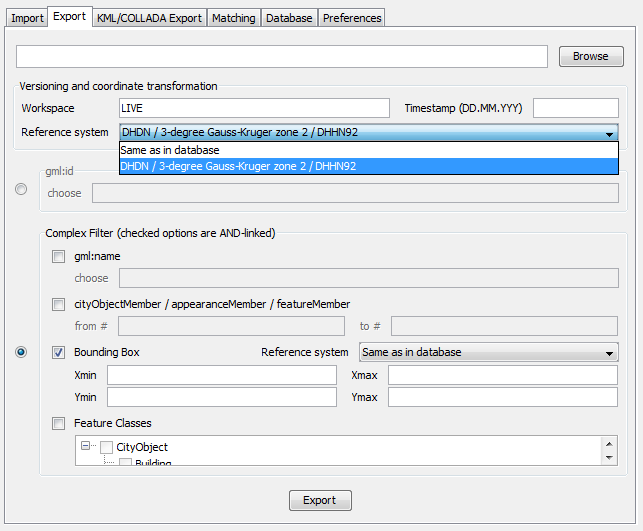 Import Export KML/COLLADA Export Matching Database Preferences
Browse
Versioning and coordinate transformation
Workspace LIVE Timestamp (DD.MM.YYY)
Reference system DHDN / 3-degree Gauss-Kruger zone 2 / DHHN92
Same as in database
DHDN / 3-degree Gauss-Kruger zone 2 / DHHN92
gml:id
choose
Complex Filter (checked options are AND-linked)
gml:name
choose
cityObjectMember / appearanceMember / featureMember
from # to #
Bounding Box Reference system Same as in database
Xmin Xmax
Ymin Ymax
Feature Classes
CityObject
Building
Export